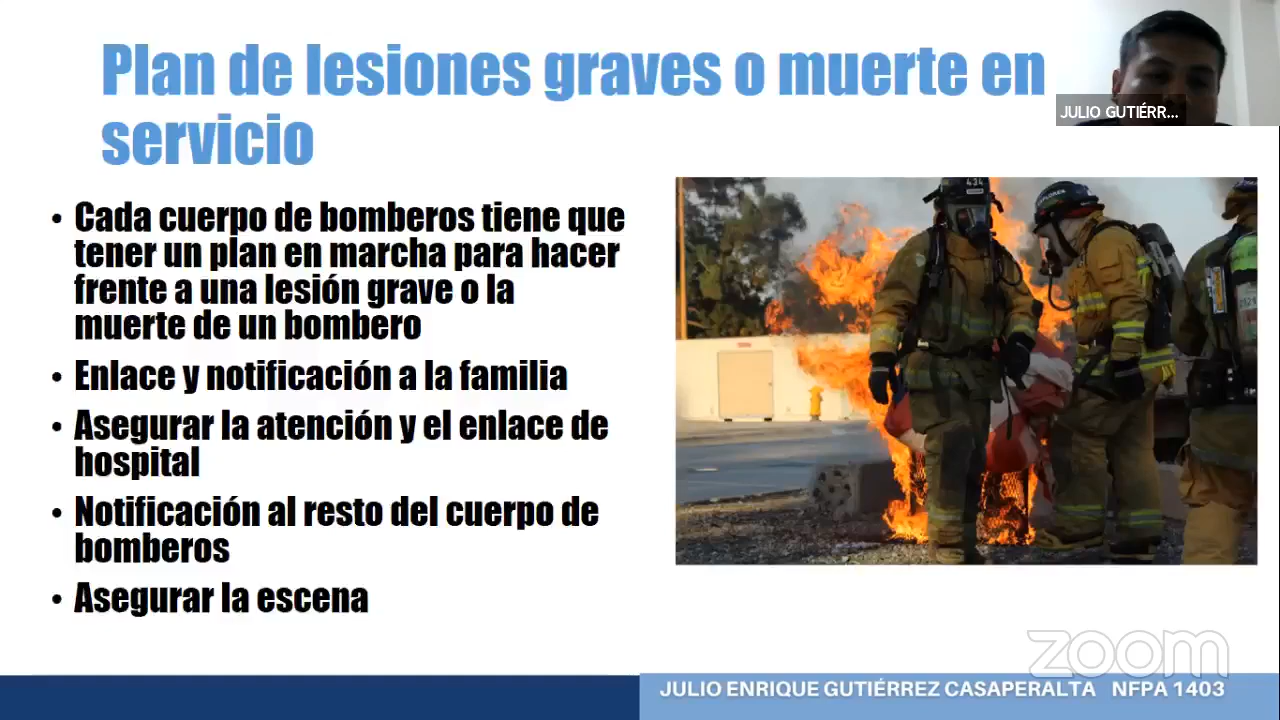 Plan de lesiones graves o muerte en
servicio
JULIO GUTIÉRR...
• Cada cuerpo de bomberos tiene que
tener un plan en marcha para hacer
frente a una lesión grave o la
muerte de un bombero
• Enlace y notificación a la familia
• Asegurar la atención y el enlace de
hospital
• Notificación al resto del cuerpo de
bomberos
• Asegurar la escena
434
zoom
JULIO ENRIQUE GUTIÉRREZ CASAPERALTA NFPA 1403